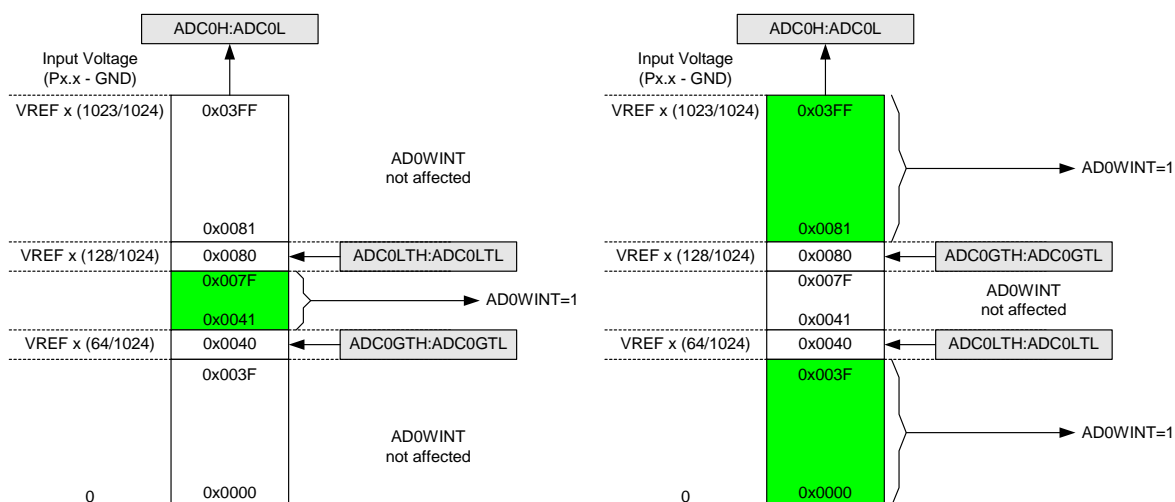 ADC0H:ADC0L
Input Voltage
(Px.x - GND)
VREF x (1023/1024)
0x03FF
AD0WINT
not affected
0x0081
VREF x (128/1024)
0x0080
ADC0LTH:ADC0LTL
0x007F
AD0WINT=1
0x0041
VREF x (64/1024)
0x0040
ADC0GTH:ADC0GTL
0x003F
AD0WINT
not affected
0
0x0000
ADC0H:ADC0L
Input Voltage
(Px.x - GND)
VREF x (1023/1024)
0x03FF
AD0WINT=1
0x0081
VREF x (128/1024)
0x0080
ADC0GTH:ADC0GTL
0x007F
AD0WINT
not affected
0x0041
VREF x (64/1024)
0x0040
ADC0LTH:ADC0LTL
0x003F
AD0WINT=1
0
0x0000